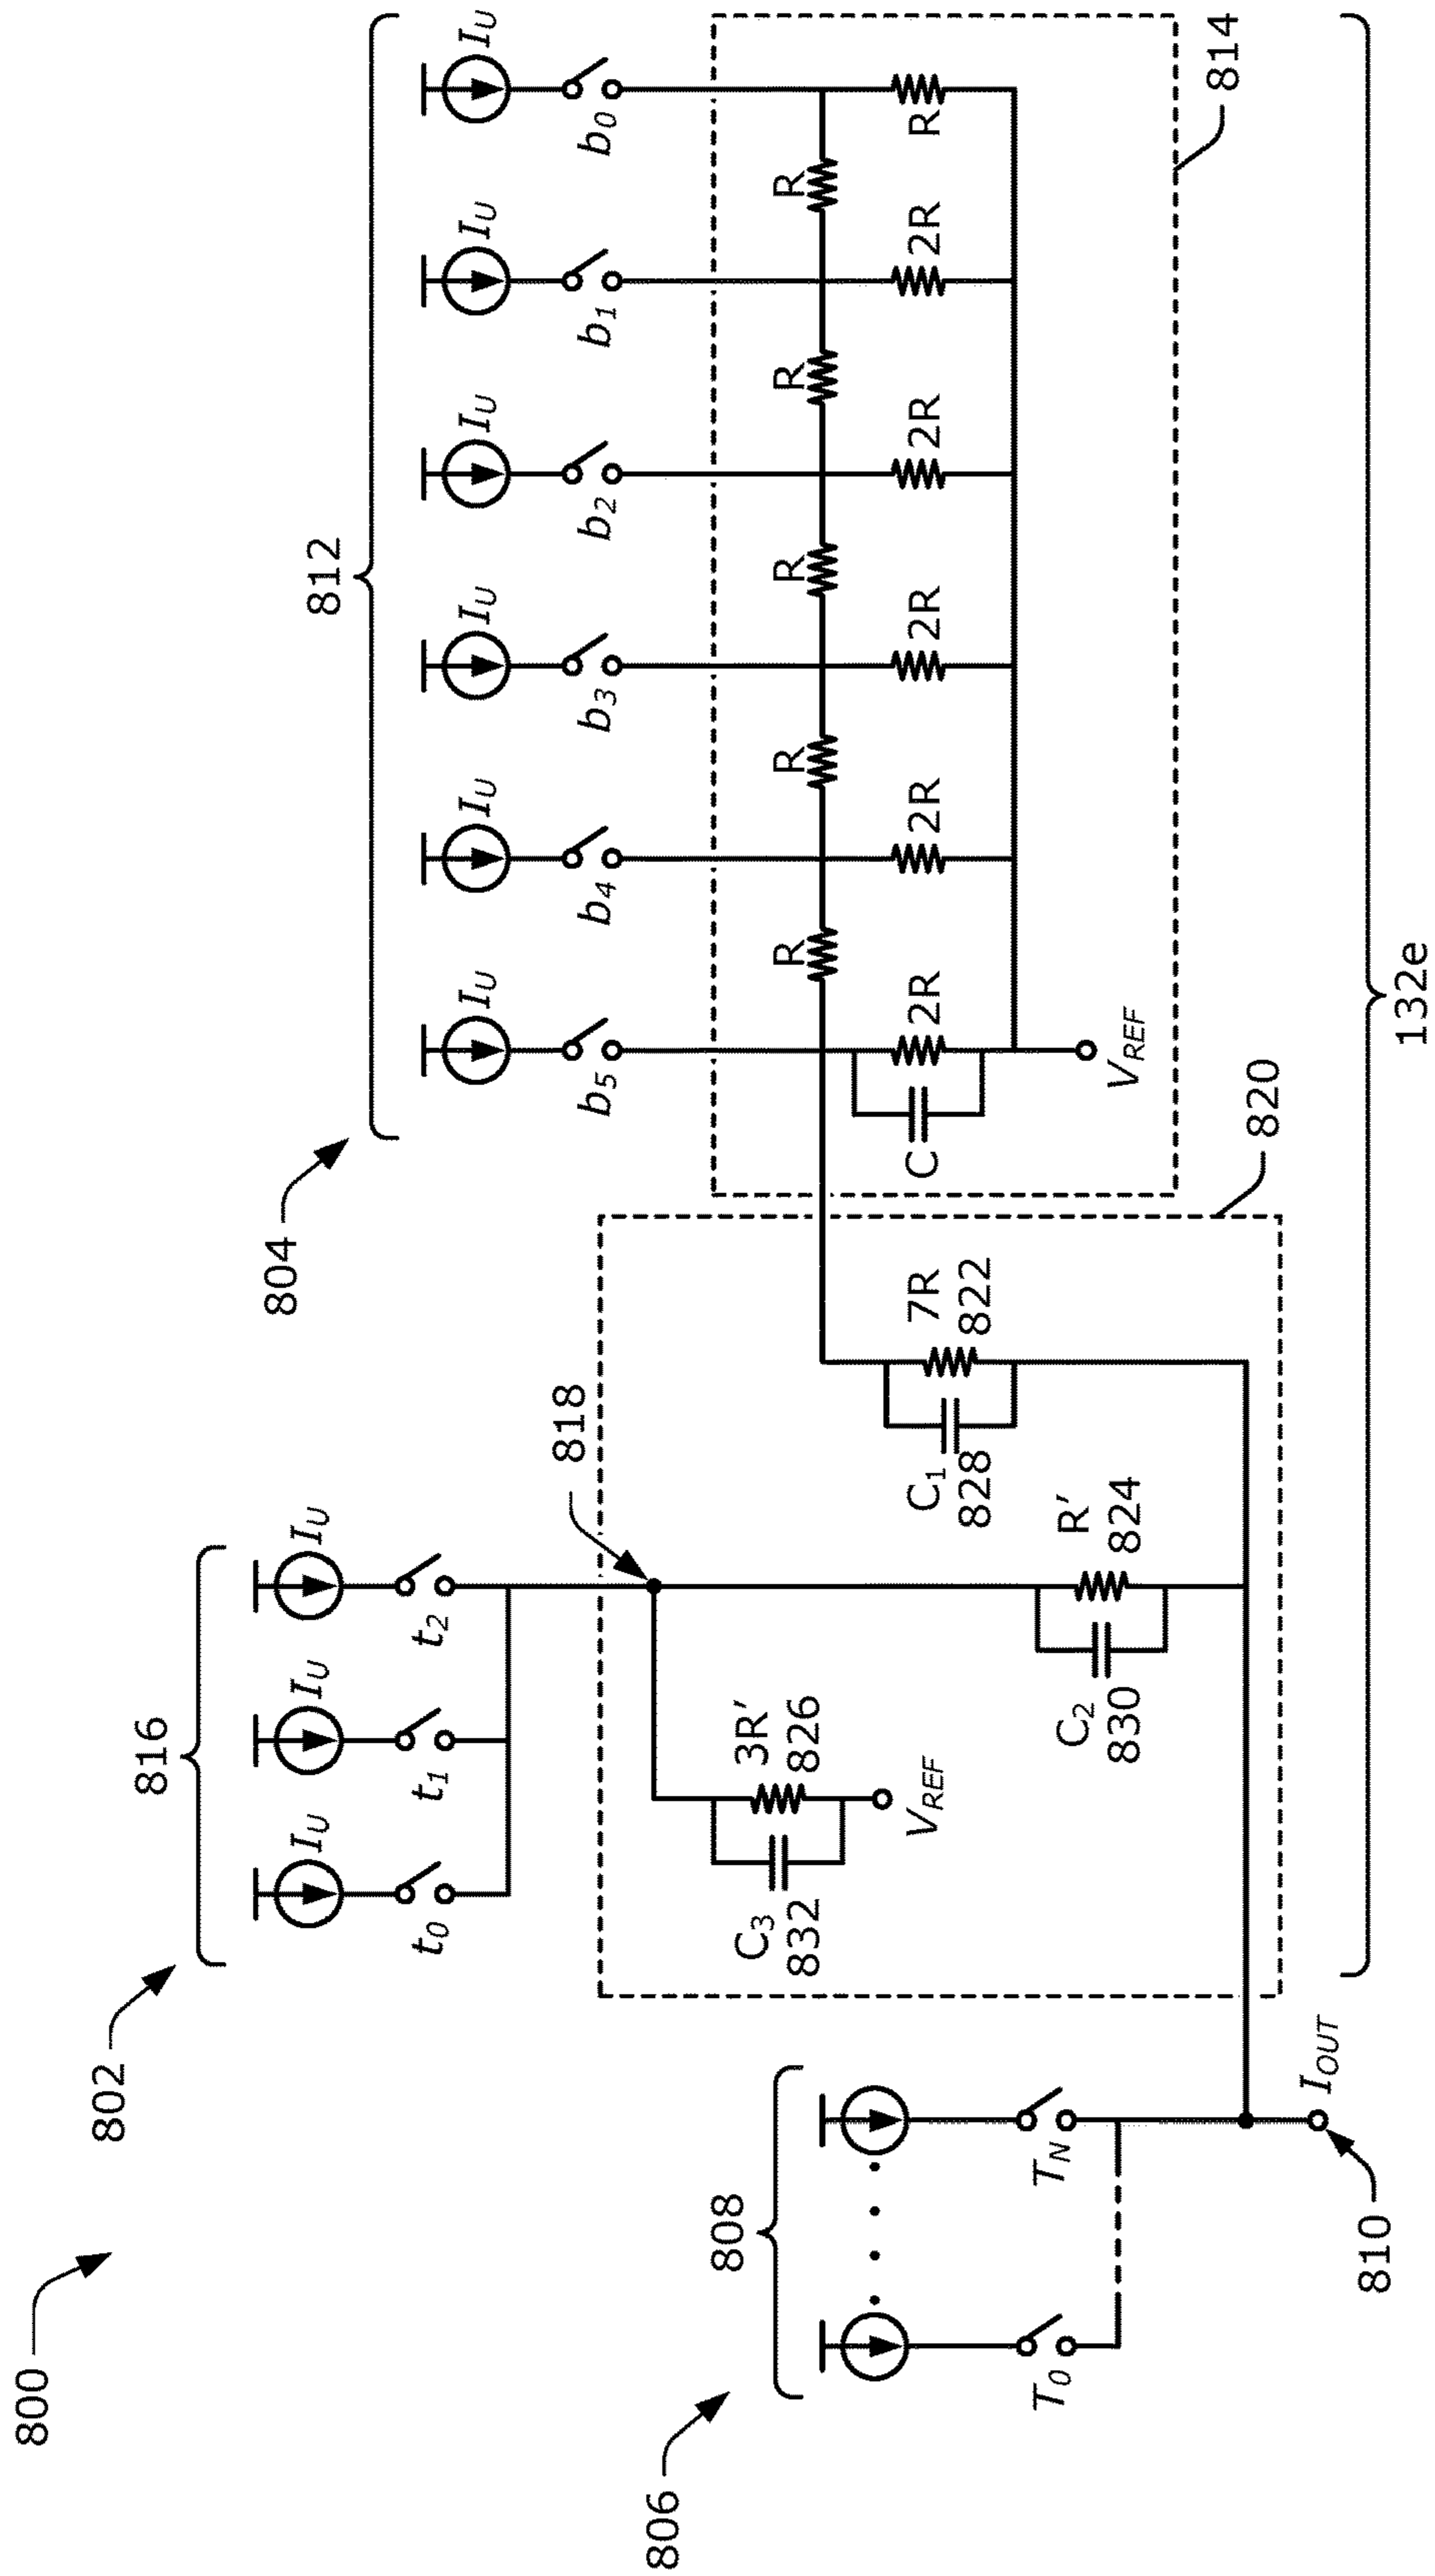 800
802
804
806
808
812
816
I_U
I_U
I_U
t_0
t_1
t_2
I_U
I_U
I_U
I_U
I_U
I_U
b_5
b_4
b_3
b_2
b_1
b_0
818
R
R
R
R
R
2R
2R
2R
2R
2R
R
C
V_REF
814
3R′
826
C_3
832
V_REF
R′
824
C_2
830
7R
822
C_1
828
820
T_0
T_N
810
I_OUT
132e